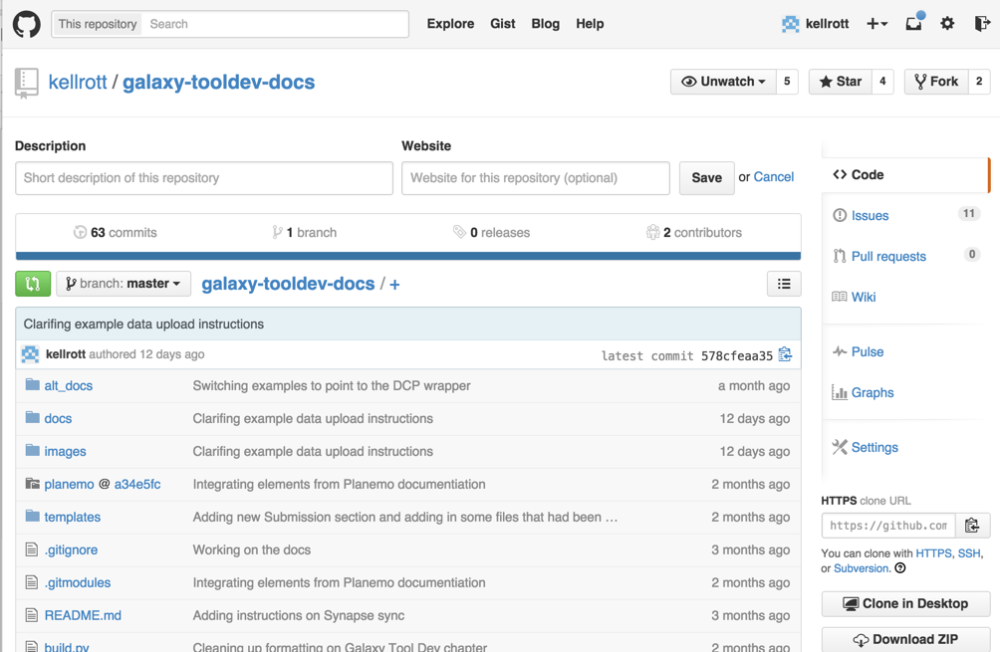 This repository Search Explore Gist Blog Help kellrott
kellrott / galaxy-tooldev-docs Unwatch 5 Star 4 Fork 2
Description Website
Short description of this repository Website for this repository (optional) Save or Cancel
<> Code
63 commits 1 branch 0 releases 2 contributors
Issues 11
Pull requests 0
branch: master galaxy-tooldev-docs / +
Wiki
Clarifing example data upload instructions
kellrott authored 12 days ago latest commit 578cfeaa35
Pulse
alt_docs Switching examples to point to the DCP wrapper a month ago
Graphs
docs Clarifing example data upload instructions 12 days ago
images Clarifing example data upload instructions 12 days ago
Settings
planemo @ a34e5fc Integrating elements from Planemo documentiation 2 months ago
HTTPS clone URL
templates Adding new Submission section and adding in some files that had been … 2 months ago
https://github.com
.gitignore Working on the docs 3 months ago
You can clone with HTTPS, SSH,
or Subversion.
.gitmodules Integrating elements from Planemo documentiation 2 months ago
Clone in Desktop
README.md Adding instructions on Synapse sync 3 months ago
Download ZIP
build.py Cleaning up formatting on Galaxy Tool Dev chapter 2 months ago